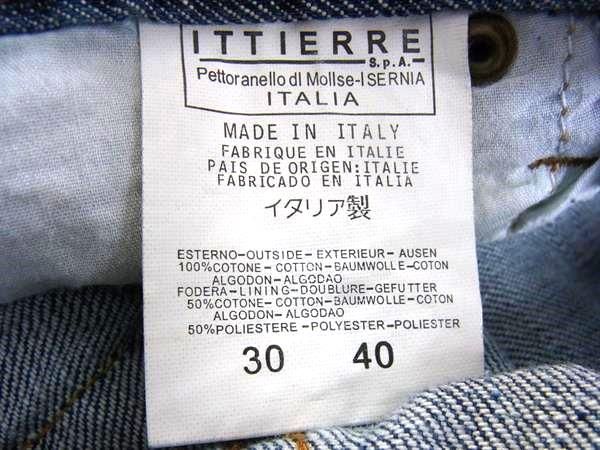 ITTIERRE
S.p.A.
Pettoranello di Mollse-ISERNIA
ITALIA
MADE IN ITALY
FABRIQUE EN ITALIE
PAIS DE ORIGEN:ITALIE
FABRICADO EN ITALIA
イタリア製
ESTERNO-OUTSIDE-EXTERIEUR-AUSEN
100%COTONE-COTTON-BAUMWOLLE-COTON
ALGODON-ALGODAO
FODERA-LINING-DOUBLURE-GEFUTTER
50%COTONE-COTTON-BAUMWOLLE-COTON
ALGODON-ALGODAO
50%POLIESTERE-POLYESTER-POLIESTER
30 40